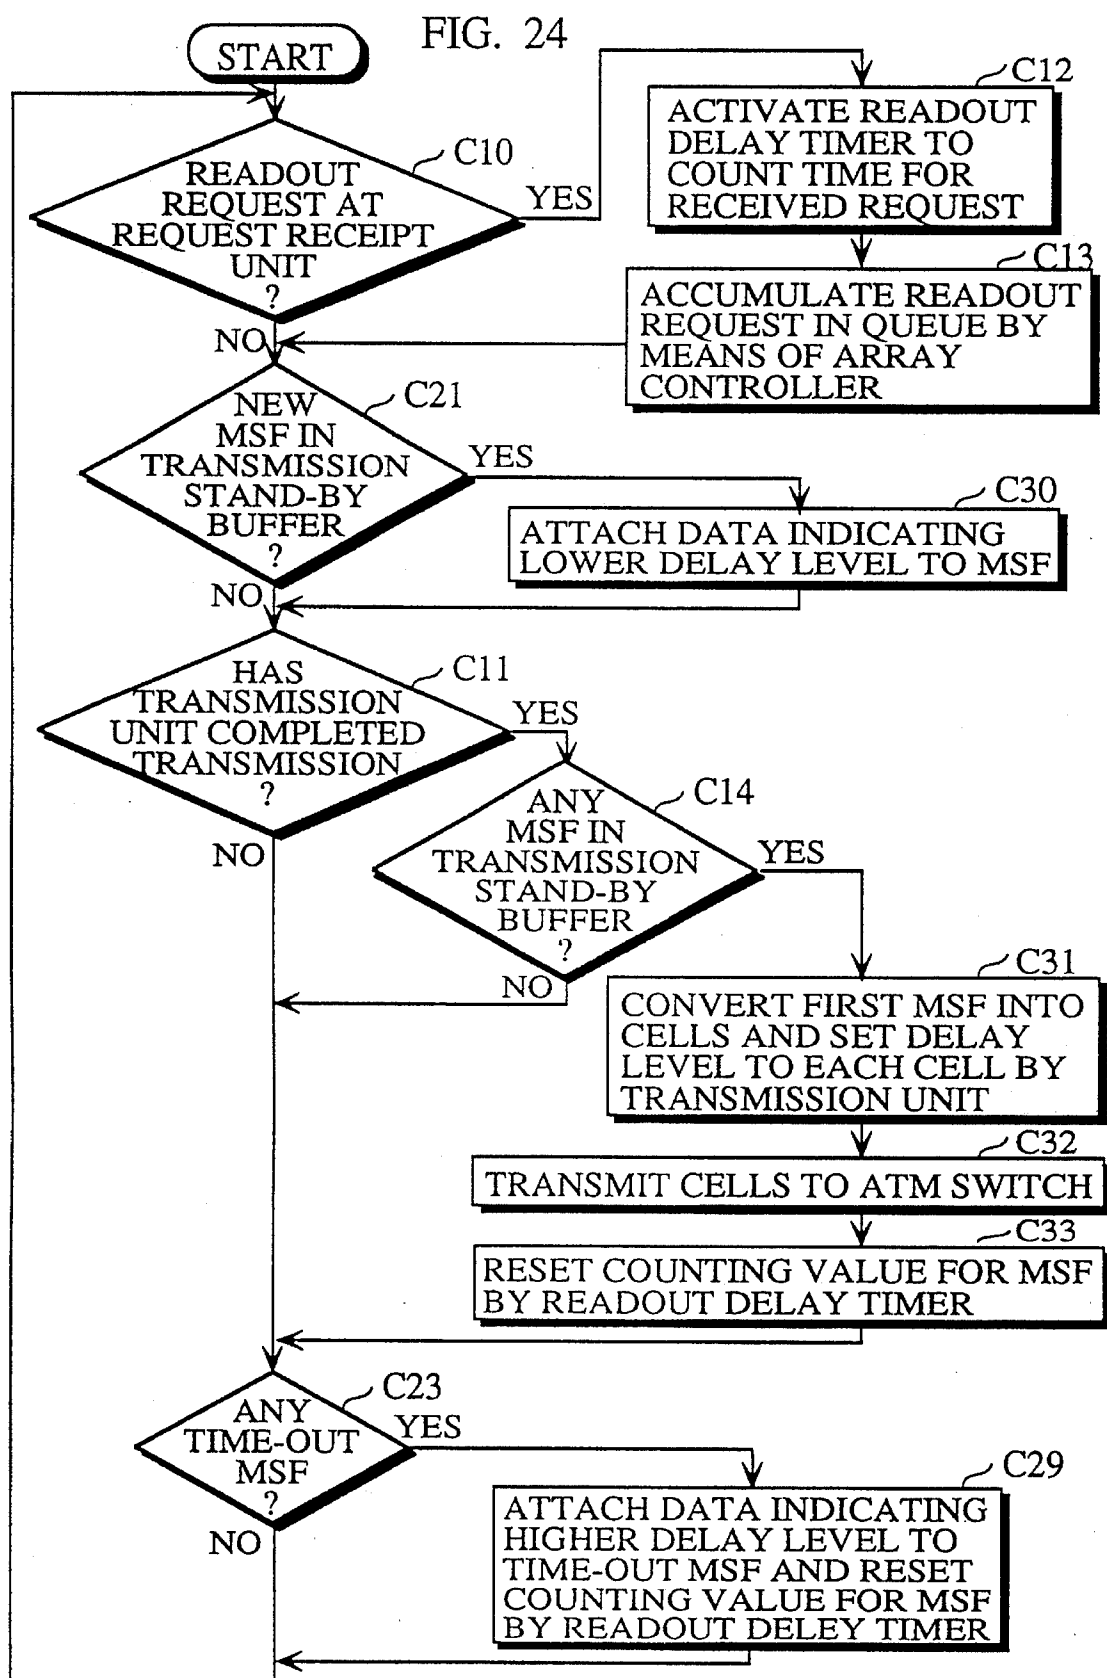 FIG. 24
START
C10
READOUT
REQUEST AT
REQUEST RECEIPT
UNIT
?
YES
NO
C12
ACTIVATE READOUT
DELAY TIMER TO
COUNT TIME FOR
RECEIVED REQUEST
C13
ACCUMULATE READOUT
REQUEST IN QUEUE BY
MEANS OF ARRAY
CONTROLLER
C21
NEW
MSF IN
TRANSMISSION
STAND-BY
BUFFER
?
YES
NO
C30
ATTACH DATA INDICATING
LOWER DELAY LEVEL TO MSF
C11
HAS
TRANSMISSION
UNIT COMPLETED
TRANSMISSION
?
YES
NO
C14
ANY
MSF IN
TRANSMISSION
STAND-BY
BUFFER
?
YES
NO
C31
CONVERT FIRST MSF INTO
CELLS AND SET DELAY
LEVEL TO EACH CELL BY
TRANSMISSION UNIT
C32
TRANSMIT CELLS TO ATM SWITCH
C33
RESET COUNTING VALUE FOR MSF
BY READOUT DELAY TIMER
C23
ANY
TIME-OUT
MSF
?
YES
NO
C29
ATTACH DATA INDICATING
HIGHER DELAY LEVEL TO
TIME-OUT MSF AND RESET
COUNTING VALUE FOR MSF
BY READOUT DELEY TIMER